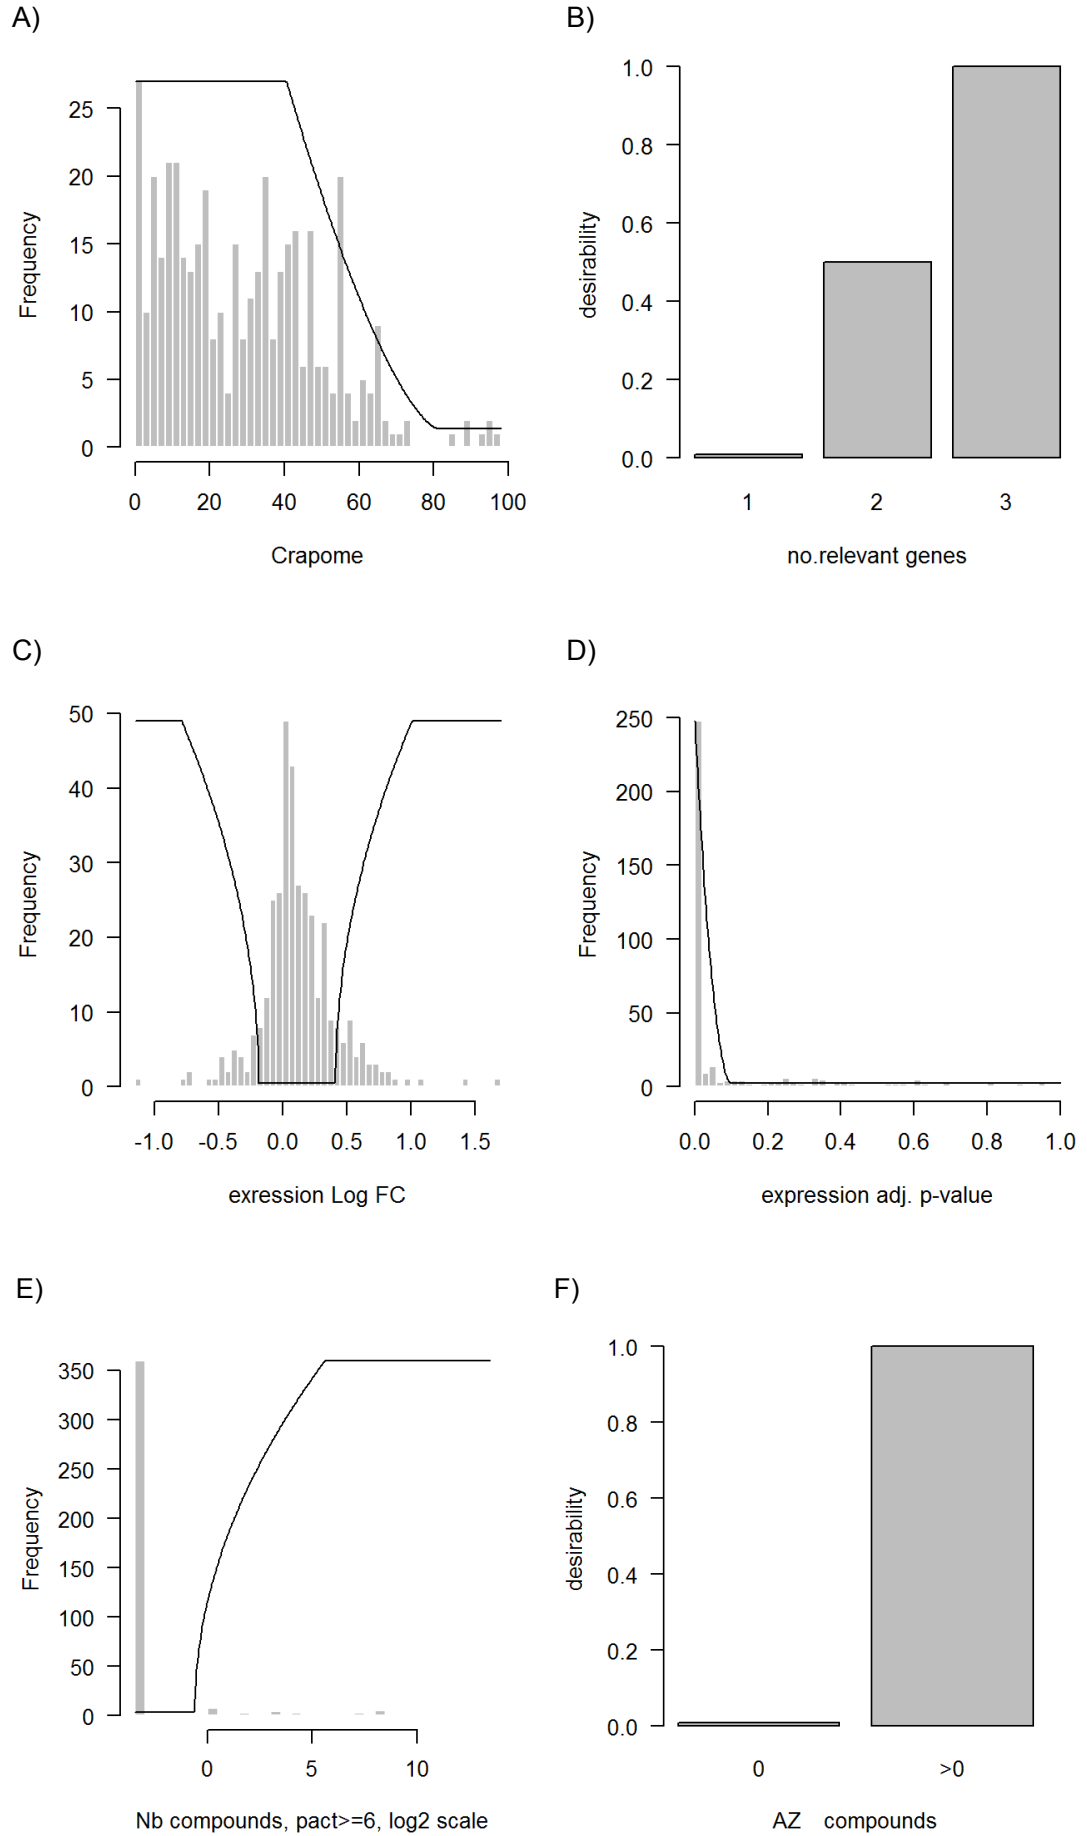 A)
B)
25
20
15
10
5
0
Frequency
0 20 40 60 80 100
Crapome
1.0
0.8
0.6
0.4
0.2
0.0
desirability
1 2 3
no.relevant genes
C)
D)
50
40
30
20
10
0
Frequency
-1.0 -0.5 0.0 0.5 1.0 1.5
exression Log FC
250
200
150
100
50
0
Frequency
0.0 0.2 0.4 0.6 0.8 1.0
expression adj. p-value
E)
F)
350
300
250
200
150
100
50
0
Frequency
0 5 10
Nb compounds, pact>=6, log2 scale
1.0
0.8
0.6
0.4
0.2
0.0
desirability
0 >0
AZ compounds